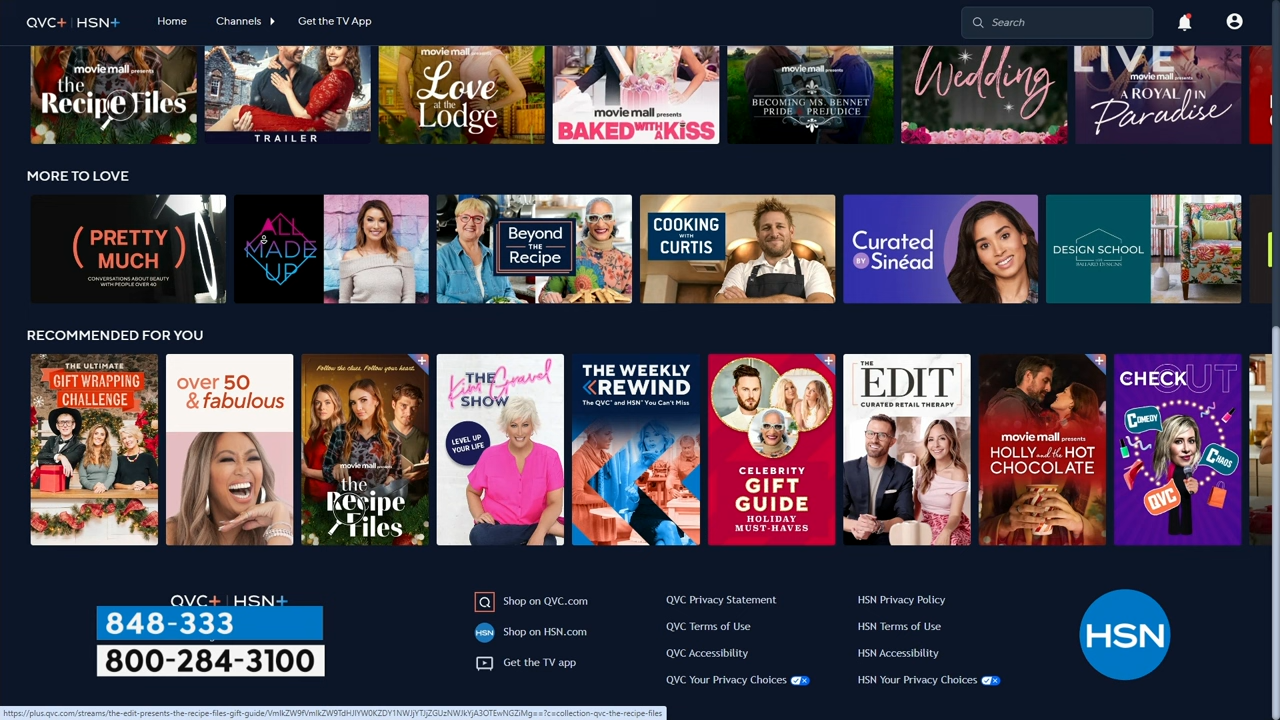 QVC+ | HSN+
Home
Channels
Get the TV App
Search
movie mall presents
the
Recipe Files
TRAILER
movie mall presents
Love
at the
Lodge
movie mall presents
BAKED WITH A KISS
movie mall presents
BECOMING MS. BENNET
PRIDE PREJUDICE
Wedding
LIVE
movie mall presents
A ROYAL IN
Paradise
MORE TO LOVE
PRETTY
MUCH
CONVERSATIONS ABOUT BEAUTY
WITH PEOPLE OVER 40
ALL
MADE
UP
Beyond
THE
Recipe
COOKING
WITH
CURTIS
Curated
BY Sinéad
DESIGN SCHOOL
BALLARD DESIGNS
RECOMMENDED FOR YOU
THE ULTIMATE
GIFT WRAPPING
CHALLENGE
over 50
& fabulous
Follow the clues. Follow your heart.
movie mall presents
the
Recipe
Files
THE
Kim Gravel
SHOW
LEVEL UP
YOUR LIFE
THE WEEKLY
REWIND
The QVC and HSN You Can't Miss
CELEBRITY
GIFT
GUIDE
HOLIDAY
MUST-HAVES
THE
EDIT
CURATED RETAIL THERAPY
movie mall presents
HOLLY and the HOT
CHOCOLATE
THE CHECKOUT
COMEDY
CHAOS
QVC
QVC+ | HSN+
848-333
800-284-3100
Shop on QVC.com
HSN
Shop on HSN.com
Get the TV app
QVC Privacy Statement
QVC Terms of Use
QVC Accessibility
QVC Your Privacy Choices
HSN Privacy Policy
HSN Terms of Use
HSN Accessibility
HSN Your Privacy Choices
HSN